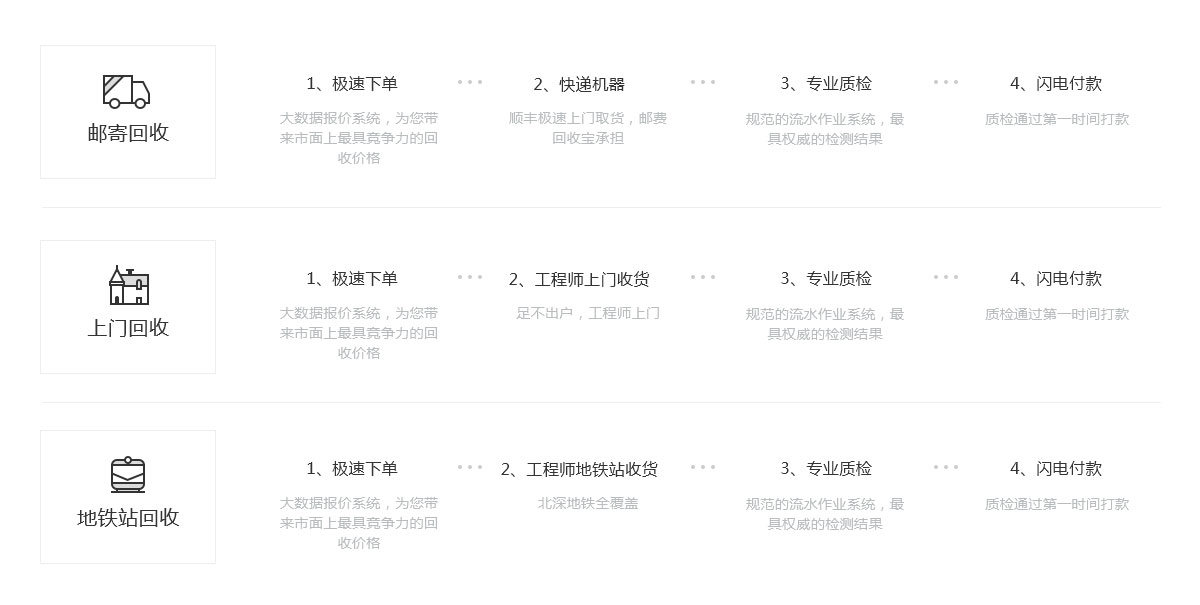 邮寄回收
1、极速下单
大数据报价系统，为您带
来市面上最具竞争力的回
收价格
2、快递机器
顺丰极速上门取货，邮费
回收宝承担
3、专业质检
规范的流水作业系统，最
具权威的检测结果
4、闪电付款
质检通过第一时间打款
上门回收
1、极速下单
大数据报价系统，为您带
来市面上最具竞争力的回
收价格
2、工程师上门收货
足不出户，工程师上门
3、专业质检
规范的流水作业系统，最
具权威的检测结果
4、闪电付款
质检通过第一时间打款
地铁站回收
1、极速下单
大数据报价系统，为您带
来市面上最具竞争力的回
收价格
2、工程师地铁站收货
北深地铁全覆盖
3、专业质检
规范的流水作业系统，最
具权威的检测结果
4、闪电付款
质检通过第一时间打款